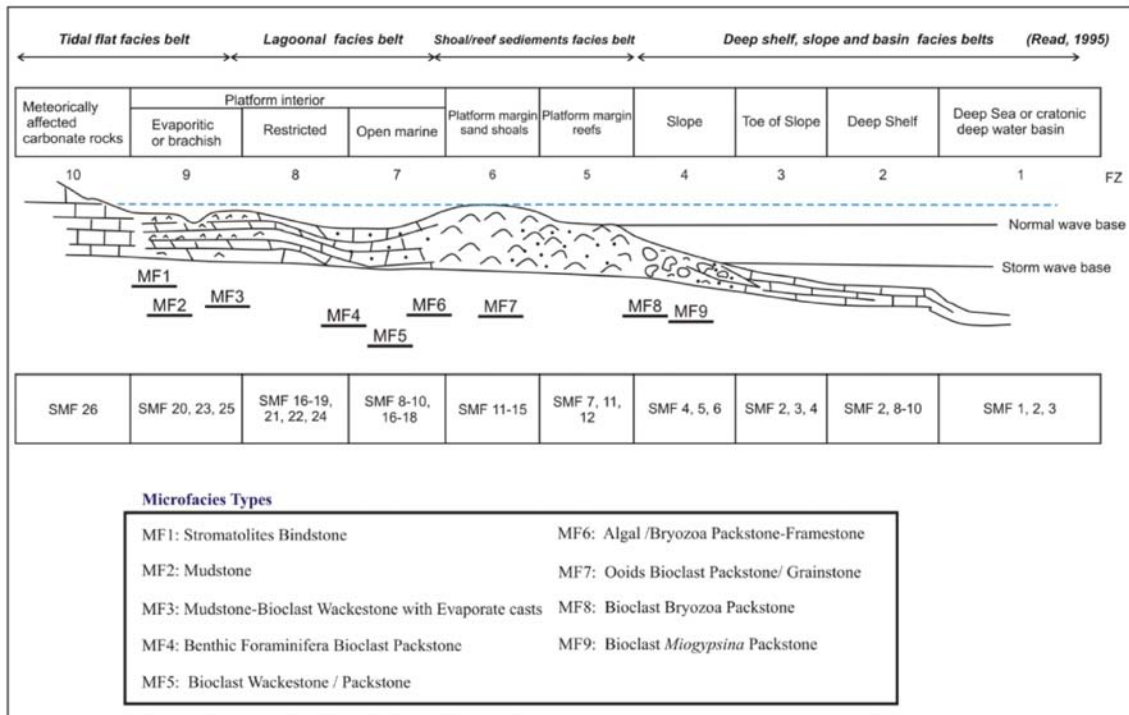 Tidal flat facies belt
Lagoonal facies belt
Shoal/reef sediements facies belt
Deep shelf, slope and basin facies belts
(Read, 1995)
Meteorically
affected
carbonate rocks
Platform interior
Evaporitic
or brachish
Restricted
Open marine
Platform margin
sand shoals
Platform margin
reefs
Slope
Toe of Slope
Deep Shelf
Deep Sea or cratonic
deep water basin
10 9 8 7 6 5 4 3 2 1 FZ
Normal wave base
Storm wave base
MF1
MF2
MF3
MF4
MF5
MF6
MF7
MF8
MF9
SMF 26
SMF 20, 23, 25
SMF 16-19,
21, 22, 24
SMF 8-10,
16-18
SMF 11-15
SMF 7, 11,
12
SMF 4, 5, 6
SMF 2, 3, 4
SMF 2, 8-10
SMF 1, 2, 3
Microfacies Types
MF1: Stromatolites Bindstone
MF2: Mudstone
MF3: Mudstone-Bioclast Wackestone with Evaporate casts
MF4: Benthic Foraminifera Bioclast Packstone
MF5: Bioclast Wackestone / Packstone
MF6: Algal /Bryozoa Packstone-Framestone
MF7: Ooids Bioclast Packstone/ Grainstone
MF8: Bioclast Bryozoa Packstone
MF9: Bioclast Miogypsina Packstone